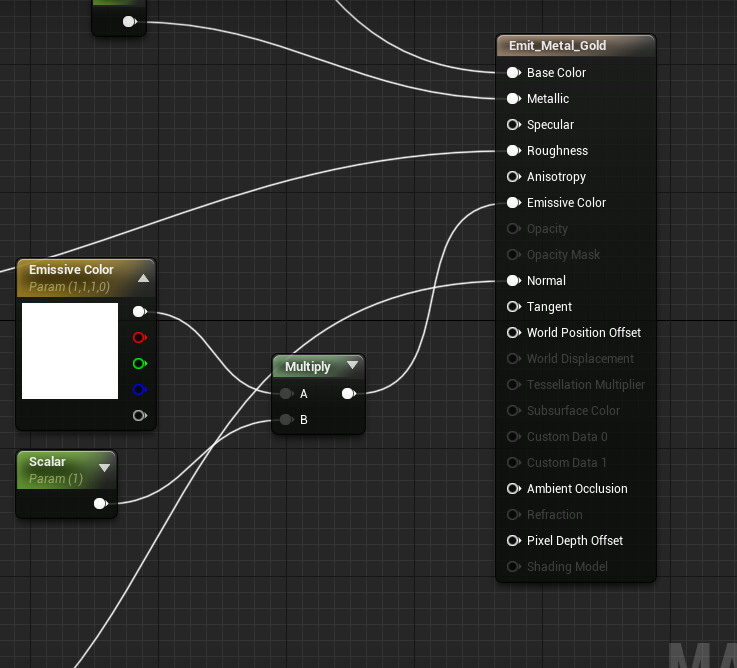 Emit_Metal_Gold
Base Color
Metallic
Specular
Roughness
Anisotropy
Emissive Color
Opacity
Opacity Mask
Normal
Tangent
World Position Offset
World Displacement
Tessellation Multiplier
Subsurface Color
Custom Data 0
Custom Data 1
Ambient Occlusion
Refraction
Pixel Depth Offset
Shading Model
Emissive Color
Param (1,1,1,0)
Multiply
A
B
Scalar
Param (1)